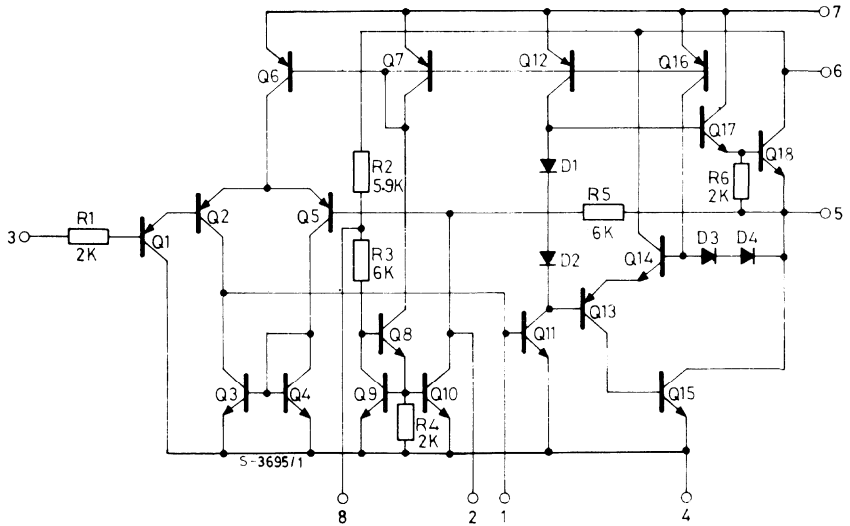 7
Q6
Q7
Q12
Q16
6
Q17
Q18
R2
5.9K
D1
R6
2K
R5
6K
5
R1
2K
3
Q1
Q2
Q5
R3
6K
D2
Q14
D3
D4
Q13
Q8
Q11
Q3
Q4
Q9
Q10
Q15
R4
2K
S-3695/1
8
2
1
4